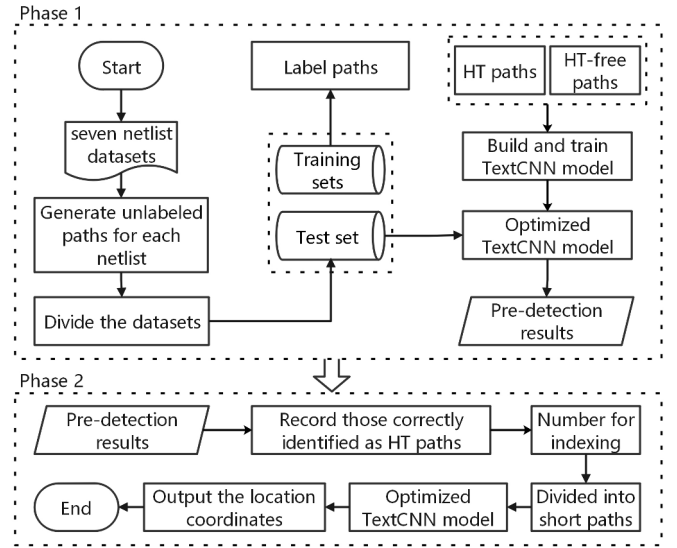 Phase 1
Start
seven netlist
datasets
Generate unlabeled
paths for each
netlist
Divide the datasets
Label paths
Training
sets
Test set
HT paths
HT-free
paths
Build and train
TextCNN model
Optimized
TextCNN model
Pre-detection
results
Phase 2
Pre-detection
results
Record those correctly
identified as HT paths
Number for
indexing
Divided into
short paths
Optimized
TextCNN model
Output the location
coordinates
End